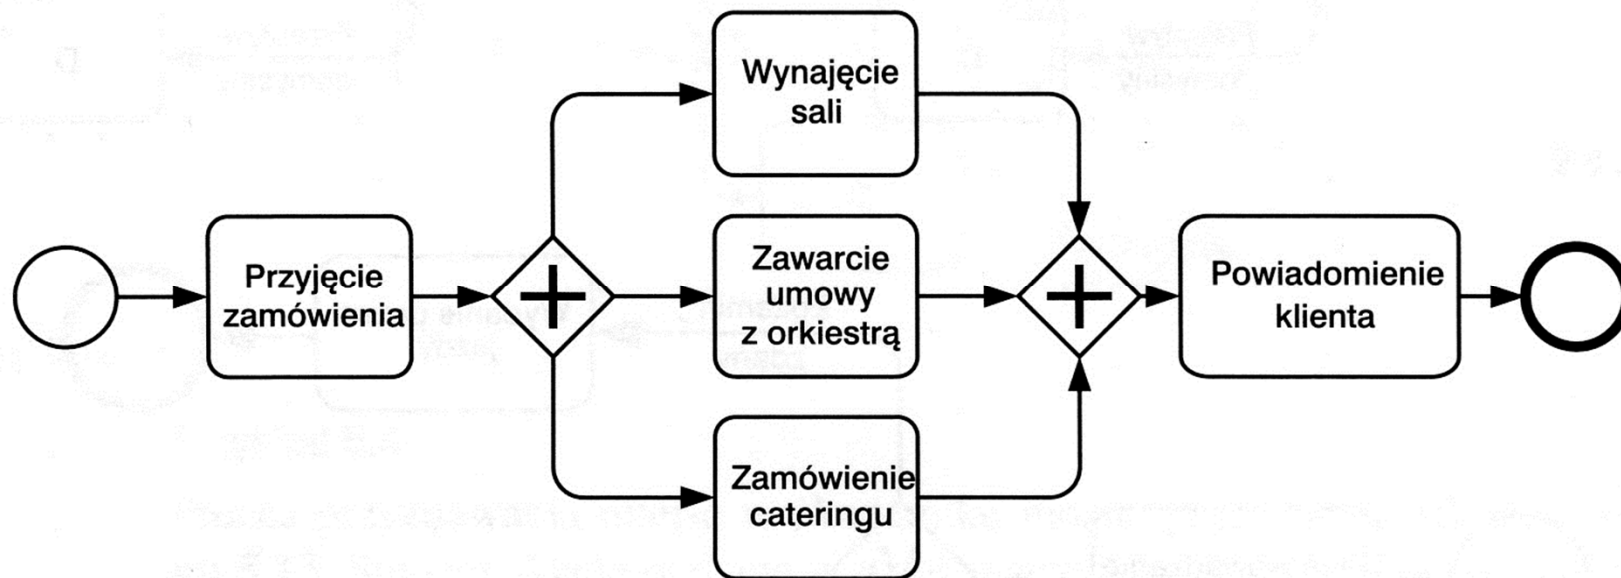 Przyjęcie
zamówienia
Wynajęcie
sali
Zawarcie
umowy
z orkiestrą
Zamówienie
cateringu
Powiadomienie
klienta